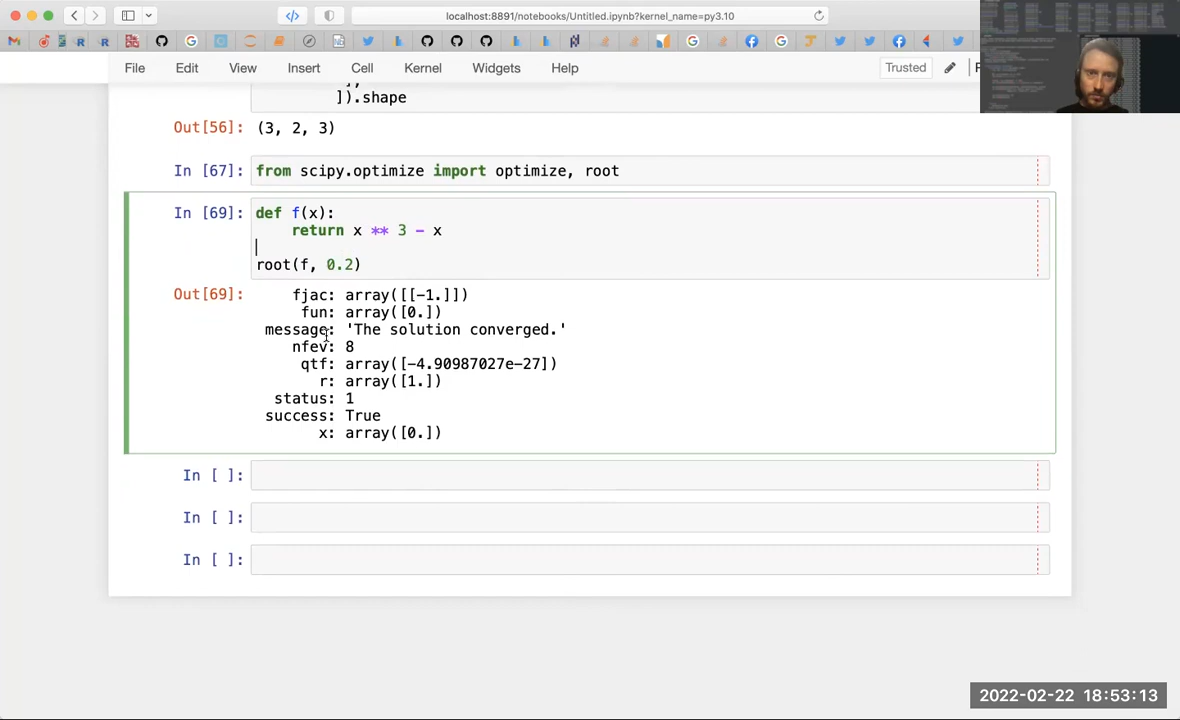 localhost:8891/notebooks/Untitled.ipynb?kernel_name=py3.10
File Edit View Insert Cell Kernel Widgets Help
Trusted
]).shape
Out[56]: (3, 2, 3)
In [67]: from scipy.optimize import optimize, root
In [69]: def f(x):
return x ** 3 - x
root(f, 0.2)
Out[69]: fjac: array([[-1.]])
fun: array([0.])
message: 'The solution converged.'
nfev: 8
qtf: array([-4.90987027e-27])
r: array([1.])
status: 1
success: True
x: array([0.])
In [ ]:
In [ ]:
In [ ]:
2022-02-22 18:53:13